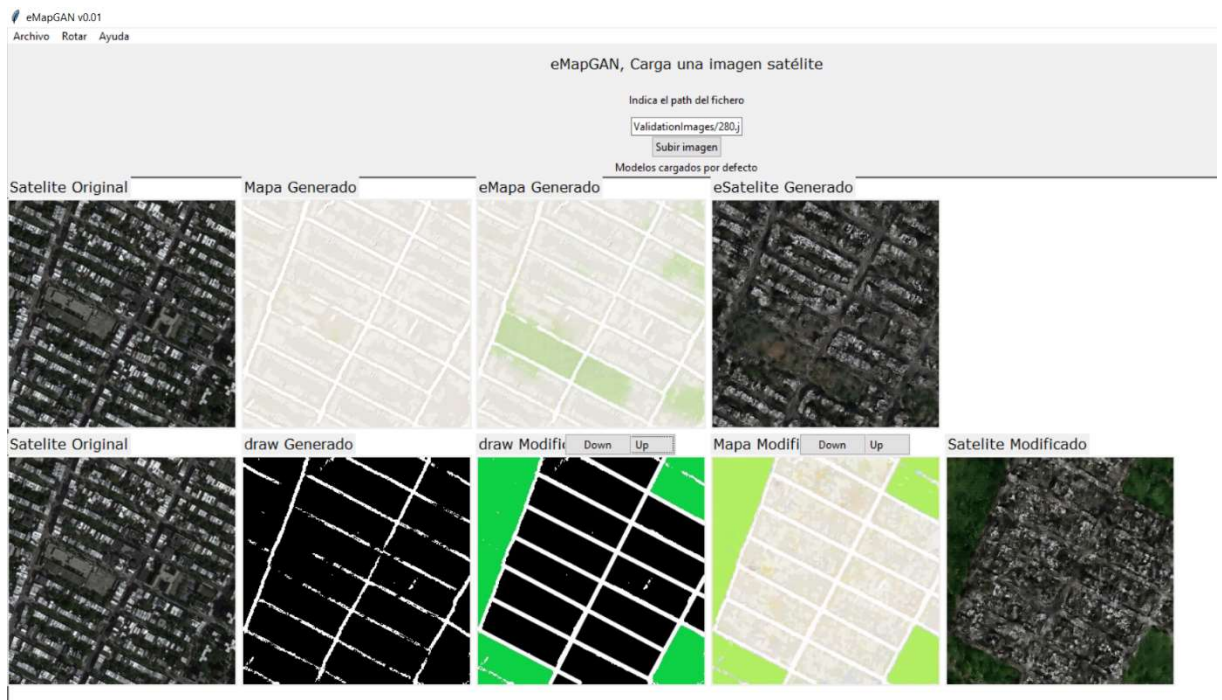 eMapGAN v0.01
Archivo Rotar Ayuda
eMapGAN, Carga una imagen satélite
Indica el path del fichero
ValidationImages/280.j
Subir imagen
Modelos cargados por defecto
Satelite Original Mapa Generado eMapa Generado eSatelite Generado
Satelite Original draw Generado draw Modifi Down Up Mapa Modifi Down Up Satelite Modificado